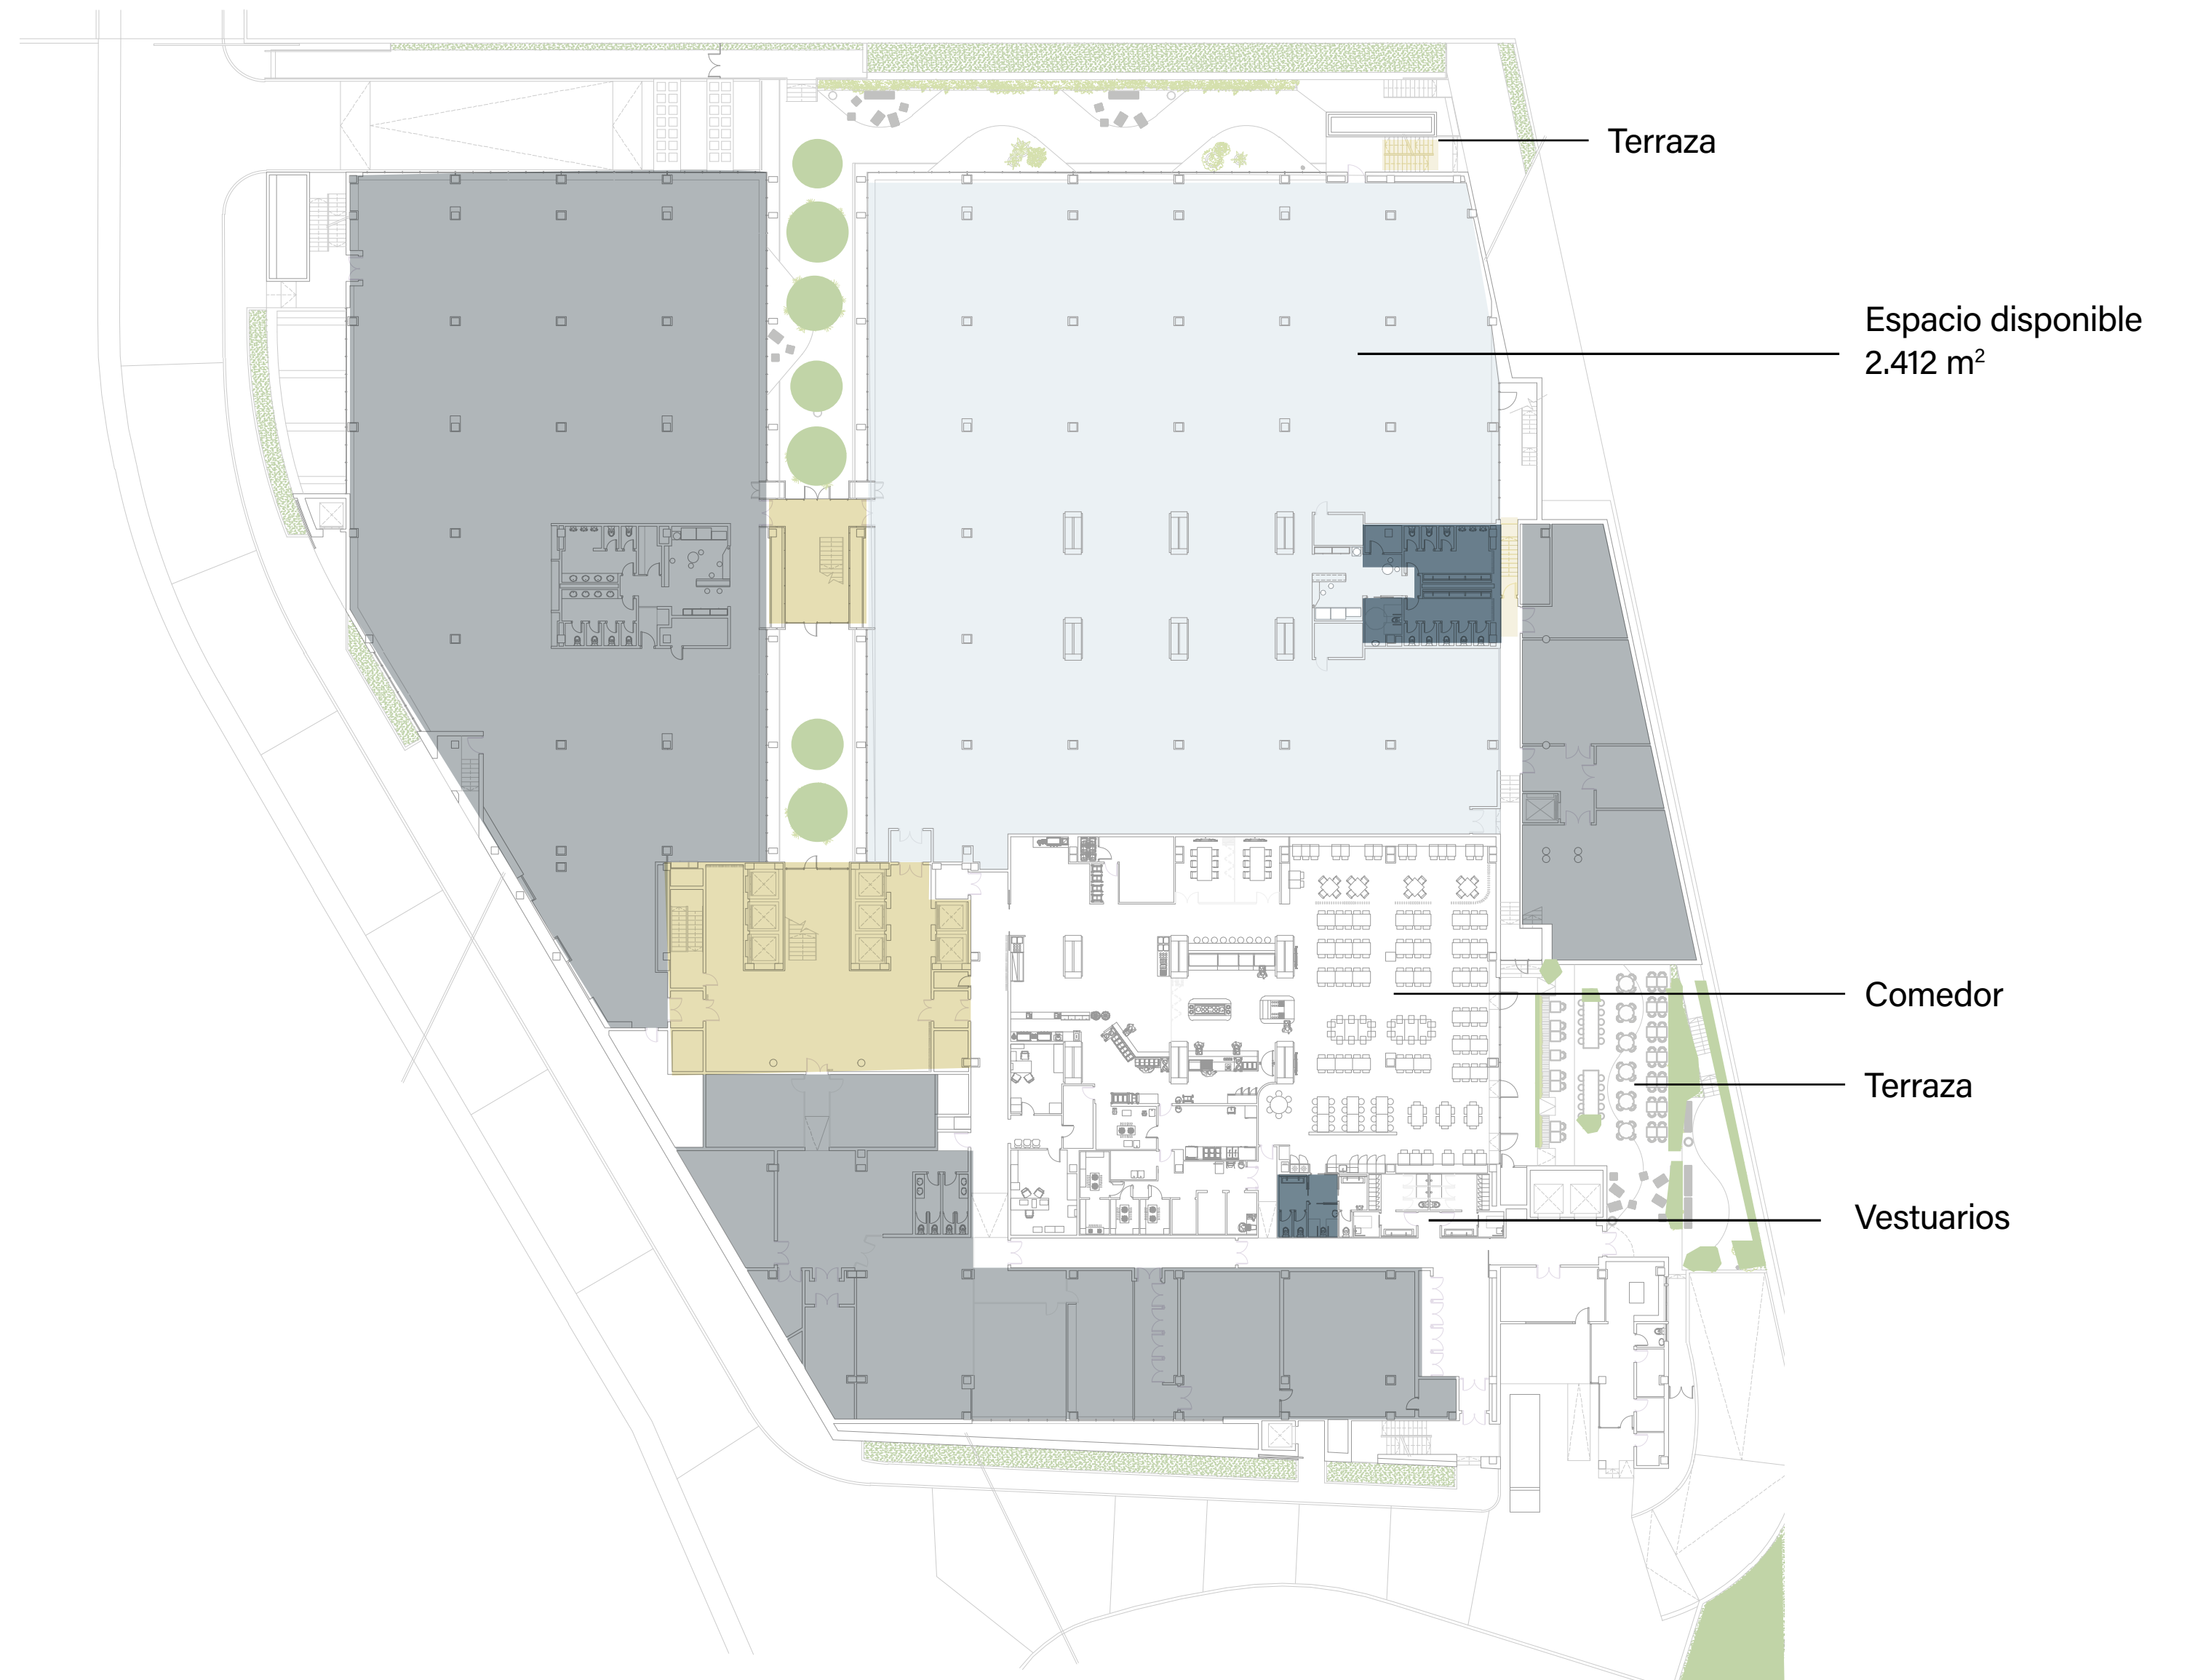 Terraza
Espacio disponible
2.412 m²
Comedor
Terraza
Vestuarios